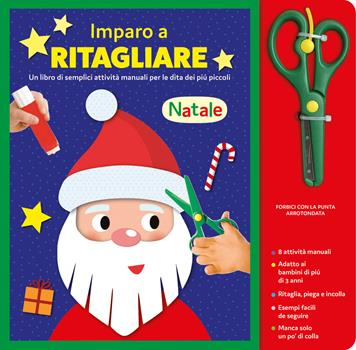 Imparo a
RITAGLIARE
Un libro di semplici attività manuali per le dita dei più piccoli
Natale
FORBICI CON LA PUNTA
ARROTONDATA
8 attività manuali
Adatto ai
bambini di più
di 3 anni
Ritaglia, piega e incolla
Esempi facili
da seguire
Manca solo
un po' di colla